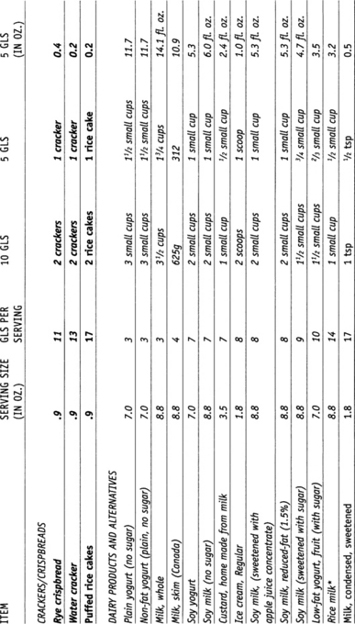 ITEM SERVING SIZE (IN OZ.) GLS PER SERVING 10 GLS 5 GLS 5 GLS (IN OZ.)
CRACKERS/CRISPBREADS
Rye crispbread .9 11 2 crackers 1 cracker 0.4
Water cracker .9 13 2 crackers 1 cracker 0.2
Puffed rice cakes .9 17 2 rice cakes 1 rice cake 0.2
DAIRY PRODUCTS AND ALTERNATIVES
Plain yogurt (no sugar) 7.0 3 3 small cups 1½ small cups 11.7
Non-fat yogurt (plain, no sugar) 7.0 3 3 small cups 1½ small cups 11.7
Milk, whole 8.8 3 3½ cups 1¾ cups 14.1 fl. oz.
Milk, skim (Canada) 8.8 4 625g 312 10.9
Soy yogurt 7.0 7 2 small cups 1 small cup 5.3
Soy milk (no sugar) 8.8 7 2 small cups 1 small cup 6.0 fl. oz.
Custard, home made from milk 3.5 7 1 small cup ½ small cup 2.4 fl. oz.
Ice cream, Regular 1.8 8 2 scoops 1 scoop 1.0 fl. oz.
Soy milk, (sweetened with apple juice concentrate) 8.8 8 2 small cups 1 small cup 5.3 fl. oz.
Soy milk, reduced-fat (1.5%) 8.8 8 2 small cups 1 small cup 5.3 fl. oz.
Soy milk, (sweetened with sugar) 8.8 9 1½ small cups ¾ small cup 4.7 fl. oz.
Low-fat yogurt, fruit (with sugar) 7.0 10 1½ small cups ⅔ small cup 3.5
Rice milk* 8.8 14 1 small cup ½ small cup 3.2
Milk, condensed, sweetened 1.8 17 1 tsp ½ tsp 0.5